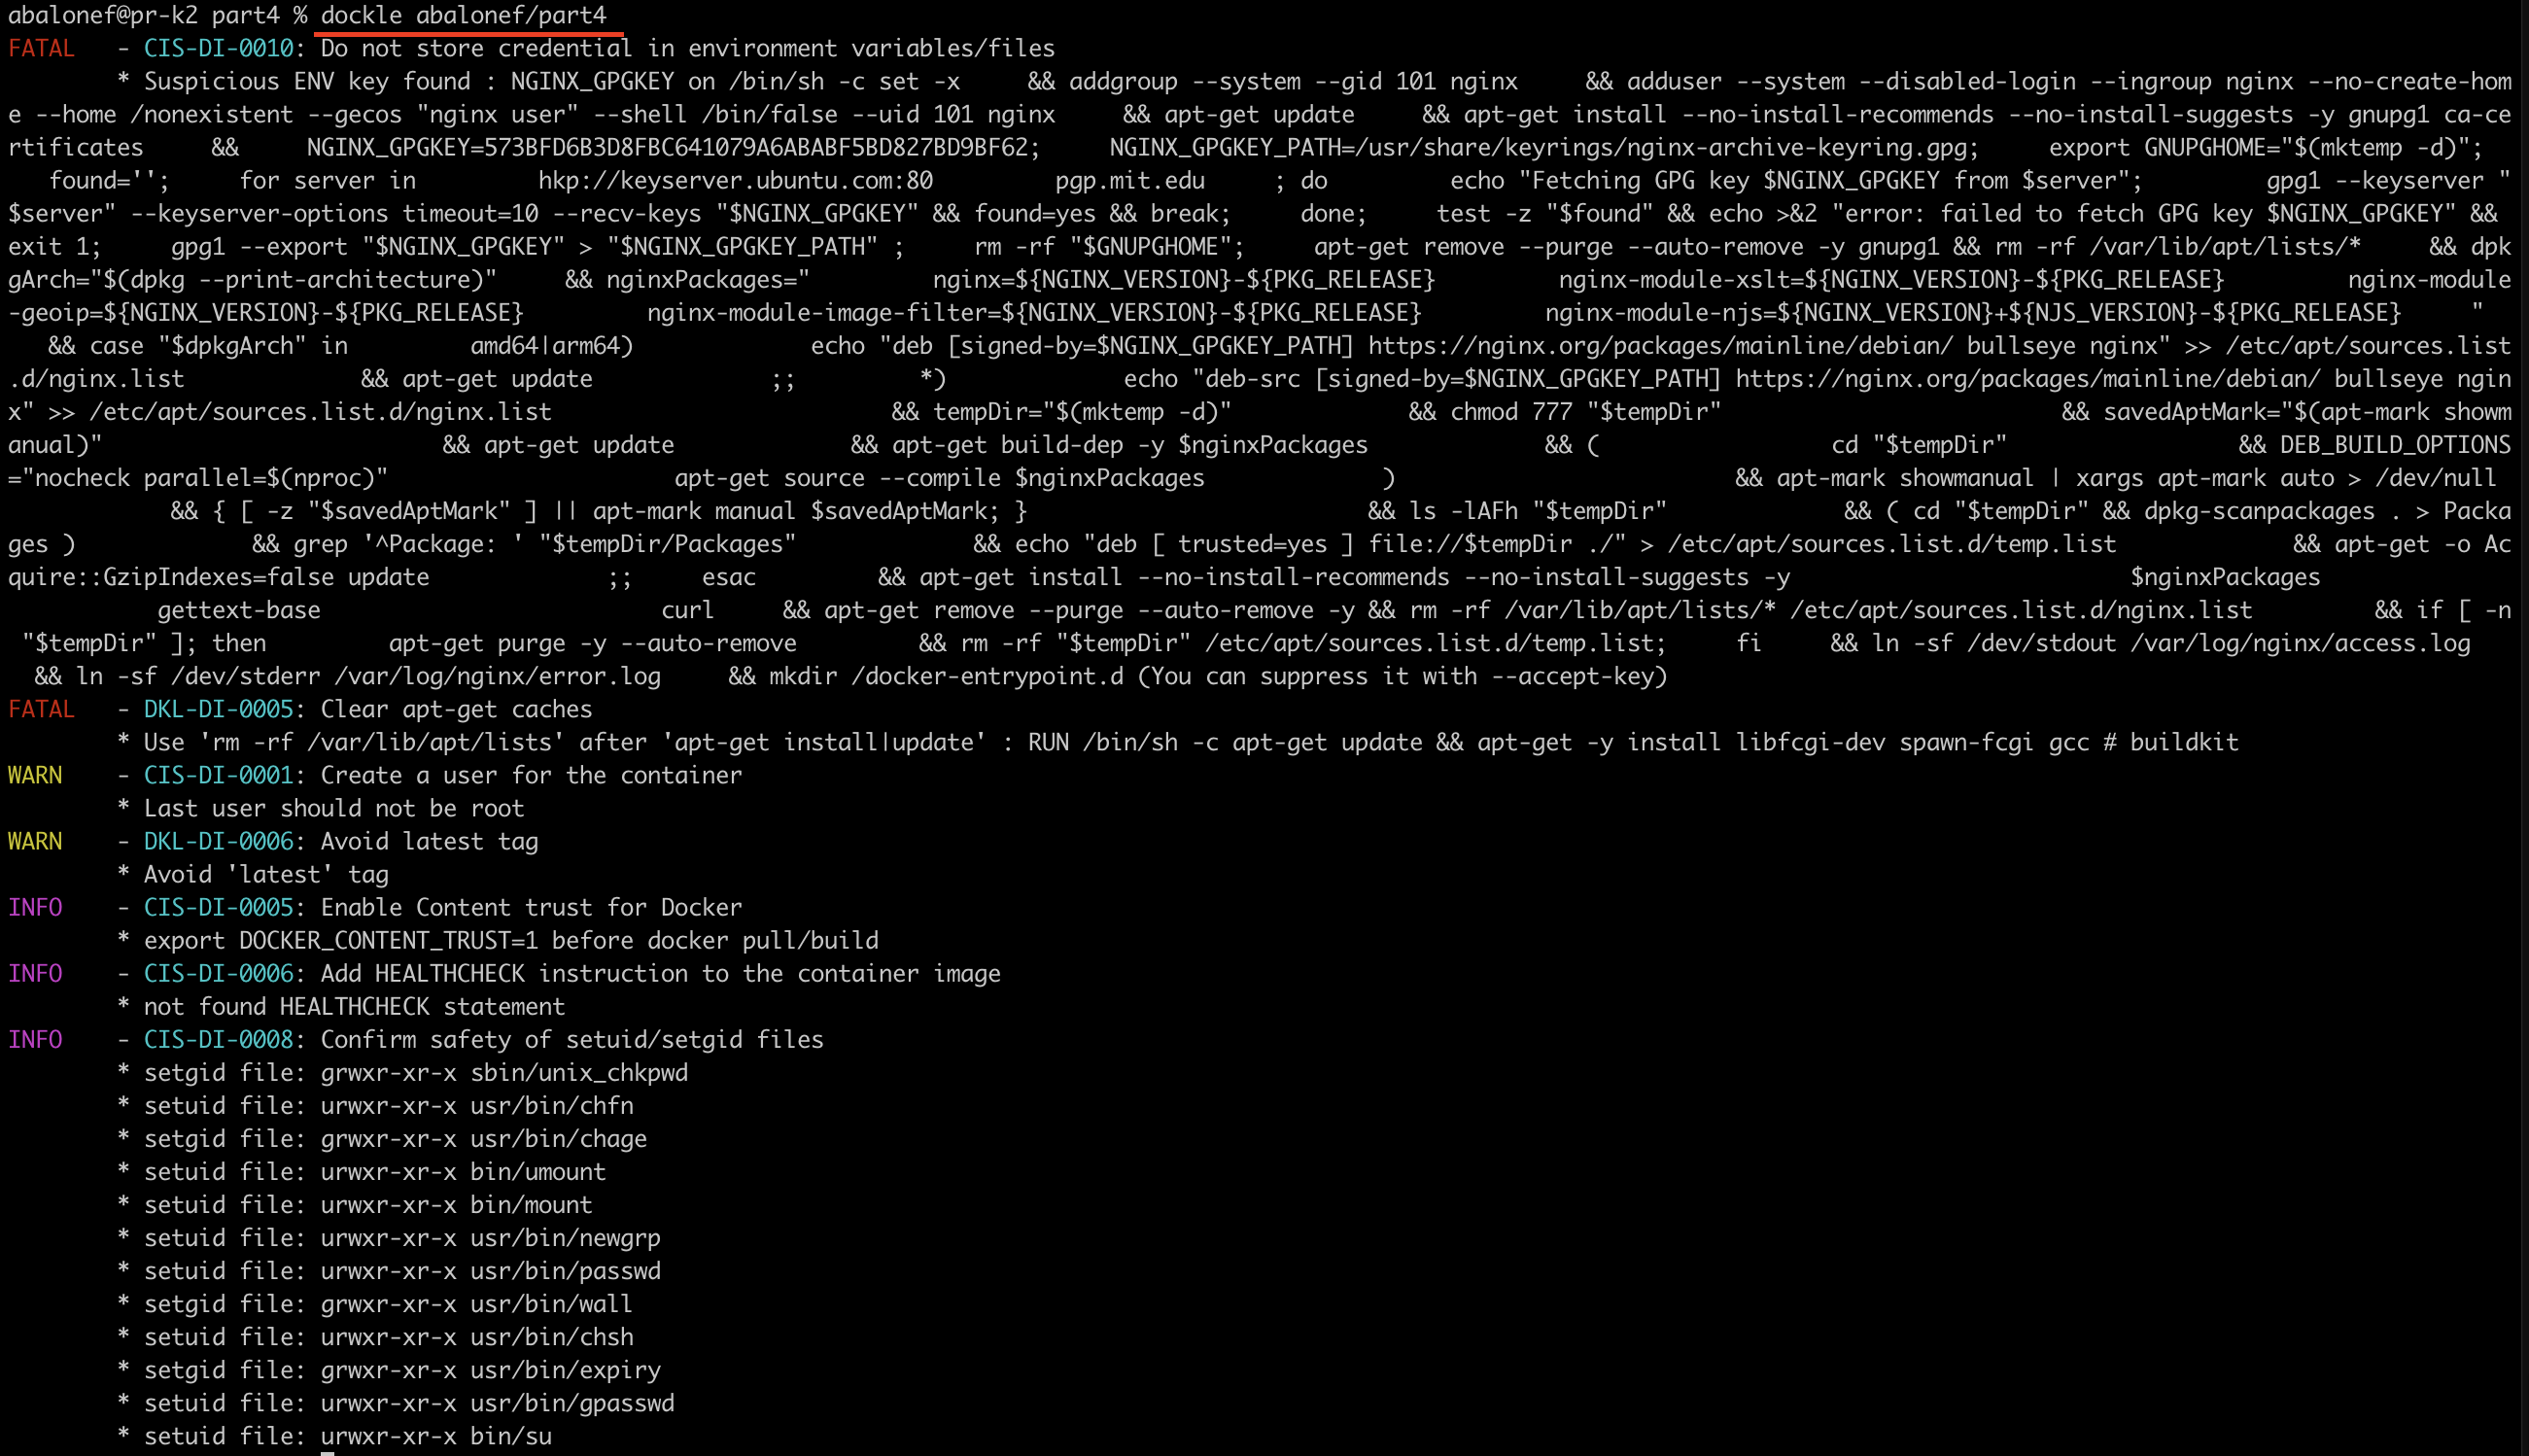 abalonef@pr-k2 part4 % dockle abalonef/part4
FATAL   - CIS-DI-0010: Do not store credential in environment variables/files
        * Suspicious ENV key found : NGINX_GPGKEY on /bin/sh -c set -x     && addgroup --system --gid 101 nginx     && adduser --system --disabled-login --ingroup nginx --no-create-hom
e --home /nonexistent --gecos "nginx user" --shell /bin/false --uid 101 nginx     && apt-get update     && apt-get install --no-install-recommends --no-install-suggests -y gnupg1 ca-ce
rtificates     &&     NGINX_GPGKEY=573BFD6B3D8FBC641079A6ABABF5BD827BD9BF62;     NGINX_GPGKEY_PATH=/usr/share/keyrings/nginx-archive-keyring.gpg;     export GNUPGHOME="$(mktemp -d)";
   found='';     for server in         hkp://keyserver.ubuntu.com:80         pgp.mit.edu     ; do         echo "Fetching GPG key $NGINX_GPGKEY from $server";         gpg1 --keyserver "
$server" --keyserver-options timeout=10 --recv-keys "$NGINX_GPGKEY" && found=yes && break;     done;     test -z "$found" && echo >&2 "error: failed to fetch GPG key $NGINX_GPGKEY" &&
exit 1;     gpg1 --export "$NGINX_GPGKEY" > "$NGINX_GPGKEY_PATH" ;     rm -rf "$GNUPGHOME";     apt-get remove --purge --auto-remove -y gnupg1 && rm -rf /var/lib/apt/lists/*     && dpk
gArch="$(dpkg --print-architecture)"     && nginxPackages="         nginx=${NGINX_VERSION}-${PKG_RELEASE}         nginx-module-xslt=${NGINX_VERSION}-${PKG_RELEASE}         nginx-module
-geoip=${NGINX_VERSION}-${PKG_RELEASE}         nginx-module-image-filter=${NGINX_VERSION}-${PKG_RELEASE}         nginx-module-njs=${NGINX_VERSION}+${NJS_VERSION}-${PKG_RELEASE}     "
   && case "$dpkgArch" in         amd64|arm64)             echo "deb [signed-by=$NGINX_GPGKEY_PATH] https://nginx.org/packages/mainline/debian/ bullseye nginx" >> /etc/apt/sources.list
.d/nginx.list             && apt-get update             ;;         *)             echo "deb-src [signed-by=$NGINX_GPGKEY_PATH] https://nginx.org/packages/mainline/debian/ bullseye ngin
x" >> /etc/apt/sources.list.d/nginx.list                         && tempDir="$(mktemp -d)"             && chmod 777 "$tempDir"                         && savedAptMark="$(apt-mark showm
anual)"                         && apt-get update             && apt-get build-dep -y $nginxPackages             && (                 cd "$tempDir"                 && DEB_BUILD_OPTIONS
="nocheck parallel=$(nproc)"                     apt-get source --compile $nginxPackages             )                         && apt-mark showmanual | xargs apt-mark auto > /dev/null
            && { [ -z "$savedAptMark" ] || apt-mark manual $savedAptMark; }                         && ls -lAFh "$tempDir"             && ( cd "$tempDir" && dpkg-scanpackages . > Packa
ges )             && grep '^Package: ' "$tempDir/Packages"             && echo "deb [ trusted=yes ] file://$tempDir ./" > /etc/apt/sources.list.d/temp.list             && apt-get -o Ac
quire::GzipIndexes=false update             ;;     esac         && apt-get install --no-install-recommends --no-install-suggests -y                         $nginxPackages
           gettext-base                         curl     && apt-get remove --purge --auto-remove -y && rm -rf /var/lib/apt/lists/* /etc/apt/sources.list.d/nginx.list         && if [ -n
 "$tempDir" ]; then         apt-get purge -y --auto-remove         && rm -rf "$tempDir" /etc/apt/sources.list.d/temp.list;     fi     && ln -sf /dev/stdout /var/log/nginx/access.log
  && ln -sf /dev/stderr /var/log/nginx/error.log     && mkdir /docker-entrypoint.d (You can suppress it with --accept-key)
FATAL   - DKL-DI-0005: Clear apt-get caches
        * Use 'rm -rf /var/lib/apt/lists' after 'apt-get install|update' : RUN /bin/sh -c apt-get update && apt-get -y install libfcgi-dev spawn-fcgi gcc # buildkit
WARN    - CIS-DI-0001: Create a user for the container
        * Last user should not be root
WARN    - DKL-DI-0006: Avoid latest tag
        * Avoid 'latest' tag
INFO    - CIS-DI-0005: Enable Content trust for Docker
        * export DOCKER_CONTENT_TRUST=1 before docker pull/build
INFO    - CIS-DI-0006: Add HEALTHCHECK instruction to the container image
        * not found HEALTHCHECK statement
INFO    - CIS-DI-0008: Confirm safety of setuid/setgid files
        * setgid file: grwxr-xr-x sbin/unix_chkpwd
        * setuid file: urwxr-xr-x usr/bin/chfn
        * setgid file: grwxr-xr-x usr/bin/chage
        * setuid file: urwxr-xr-x bin/umount
        * setuid file: urwxr-xr-x bin/mount
        * setuid file: urwxr-xr-x usr/bin/newgrp
        * setuid file: urwxr-xr-x usr/bin/passwd
        * setgid file: grwxr-xr-x usr/bin/wall
        * setuid file: urwxr-xr-x usr/bin/chsh
        * setgid file: grwxr-xr-x usr/bin/expiry
        * setuid file: urwxr-xr-x usr/bin/gpasswd
        * setuid file: urwxr-xr-x bin/su